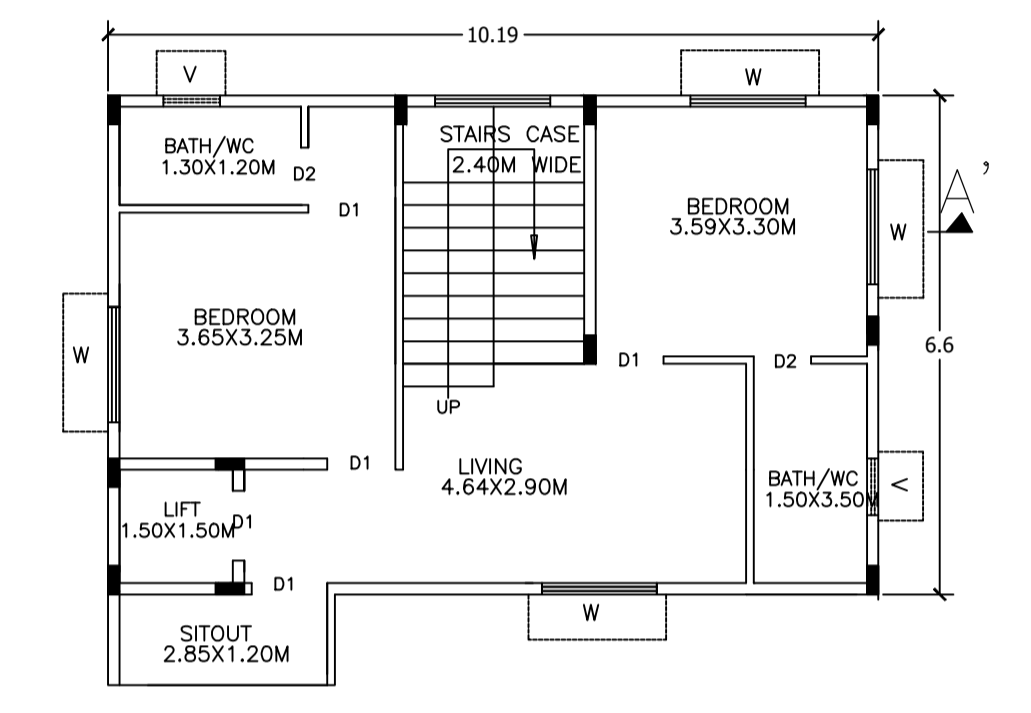 10.19
V
W
BATH/WC
1.30X1.20M
D2
D1
STAIRS CASE
2.40M WIDE
BEDROOM
3.59X3.30M
W
A’
BEDROOM
3.65X3.25M
W
6.6
D1
D2
UP
D1
LIVING
4.64X2.90M
BATH/WC
1.50X3.50M
V
LIFT
1.50X1.50M
D1
D1
W
SITOUT
2.85X1.20M